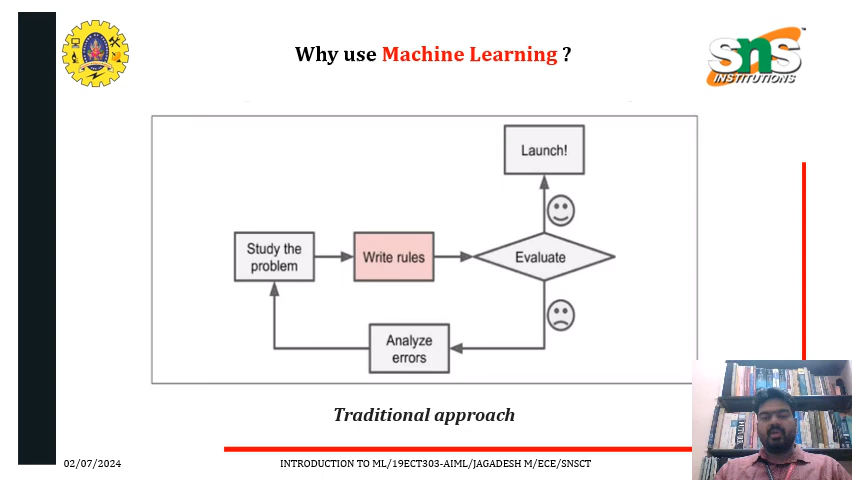 Why use Machine Learning ?
SNS
INSTITUTIONS
Launch!
Study the
problem
Write rules
Evaluate
Analyze
errors
Traditional approach
02/07/2024
INTRODUCTION TO ML/19ECT303-AIML/JAGADESH M/ECE/SNSCT